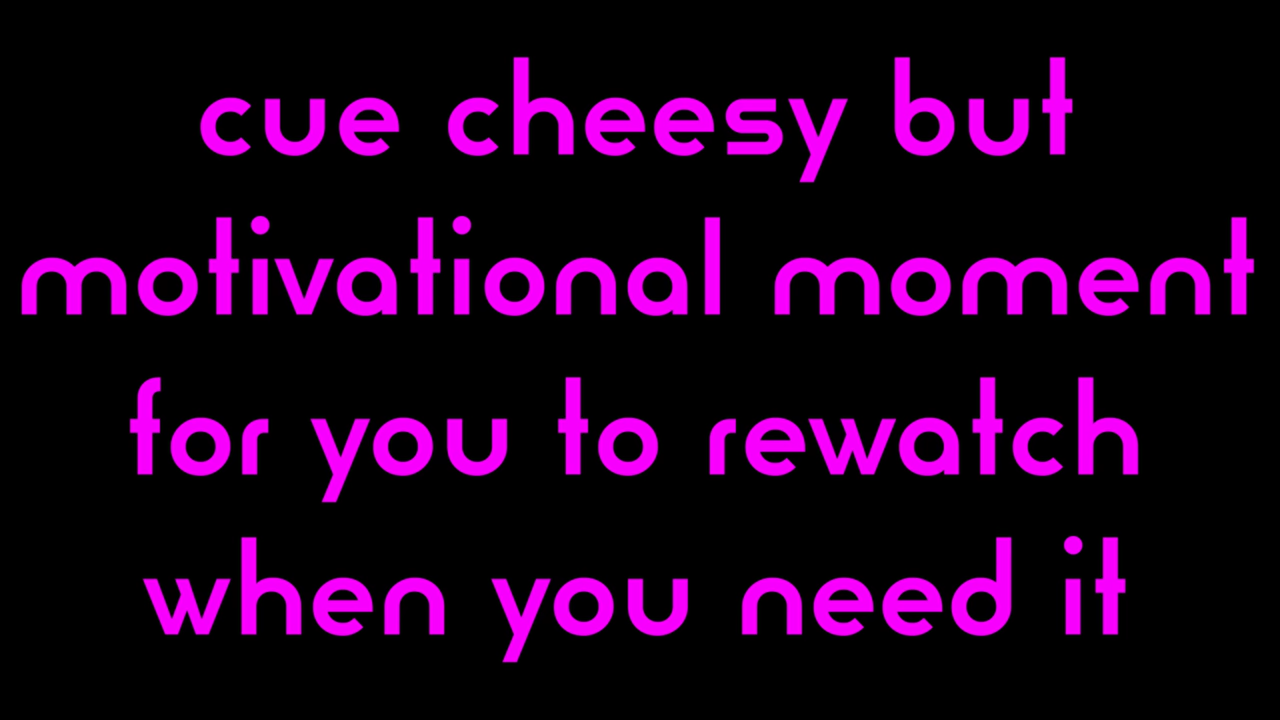 cue cheesy but
motivational moment
for you to rewatch
when you need it